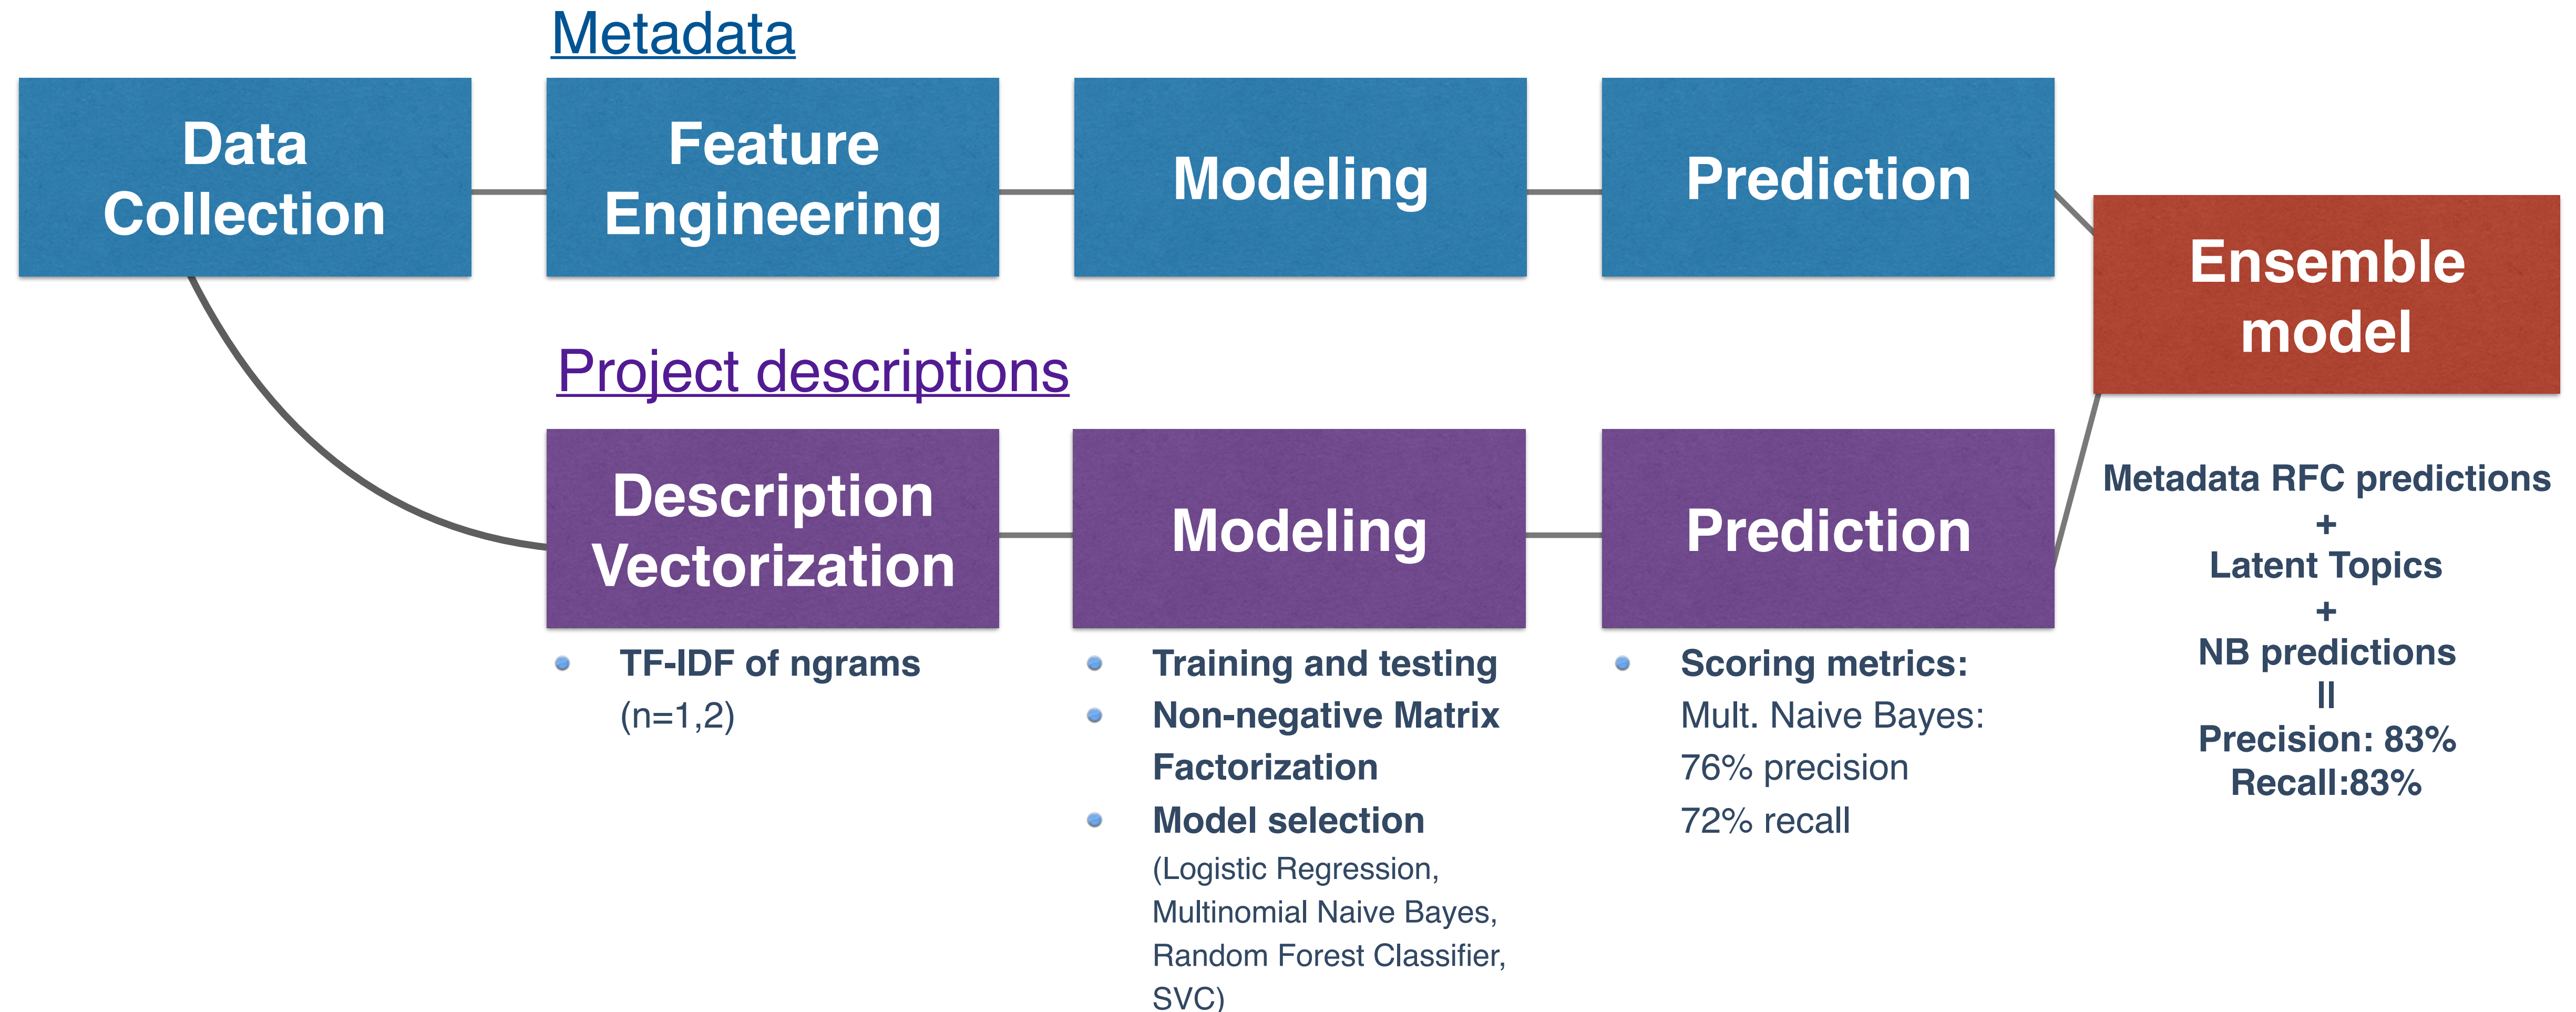 Metadata
Data
Collection
Feature
Engineering
Modeling
Prediction
Ensemble
model
Project descriptions
Description
Vectorization
Modeling
Prediction
TF-IDF of ngrams
(n=1,2)
Training and testing
Non-negative Matrix
Factorization
Model selection
(Logistic Regression,
Multinomial Naive Bayes,
Random Forest Classifier,
SVC)
Scoring metrics:
Mult. Naive Bayes:
76% precision
72% recall
Metadata RFC predictions
+
Latent Topics
+
NB predictions
=
Precision: 83%
Recall:83%